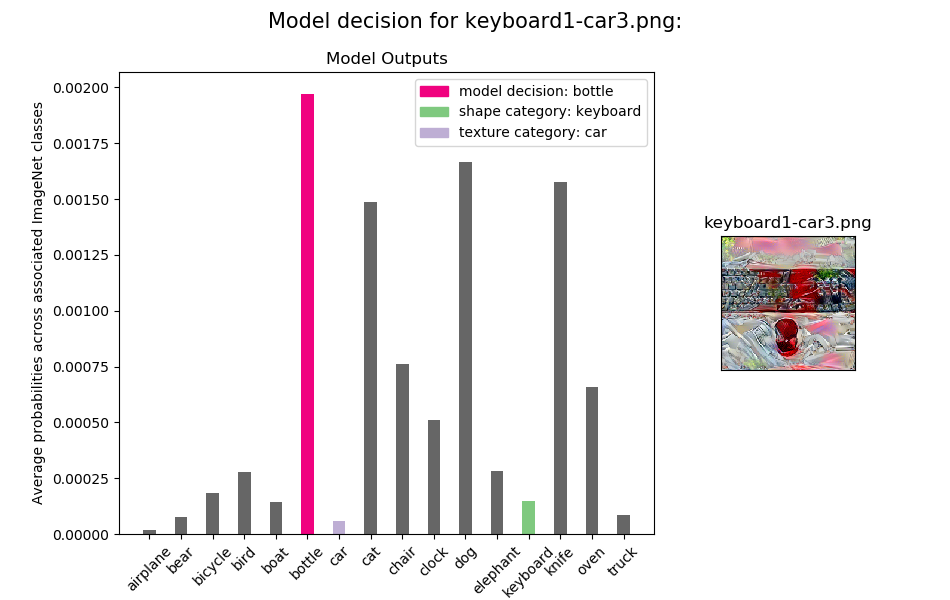 Model decision for keyboard1-car3.png:
Model Outputs
Average probabilities across associated ImageNet classes
0.00200
0.00175
0.00150
0.00125
0.00100
0.00075
0.00050
0.00025
0.00000
model decision: bottle
shape category: keyboard
texture category: car
airplane
bear
bicycle
bird
boat
bottle
car
cat
chair
clock
dog
elephant
keyboard
knife
oven
truck
keyboard1-car3.png